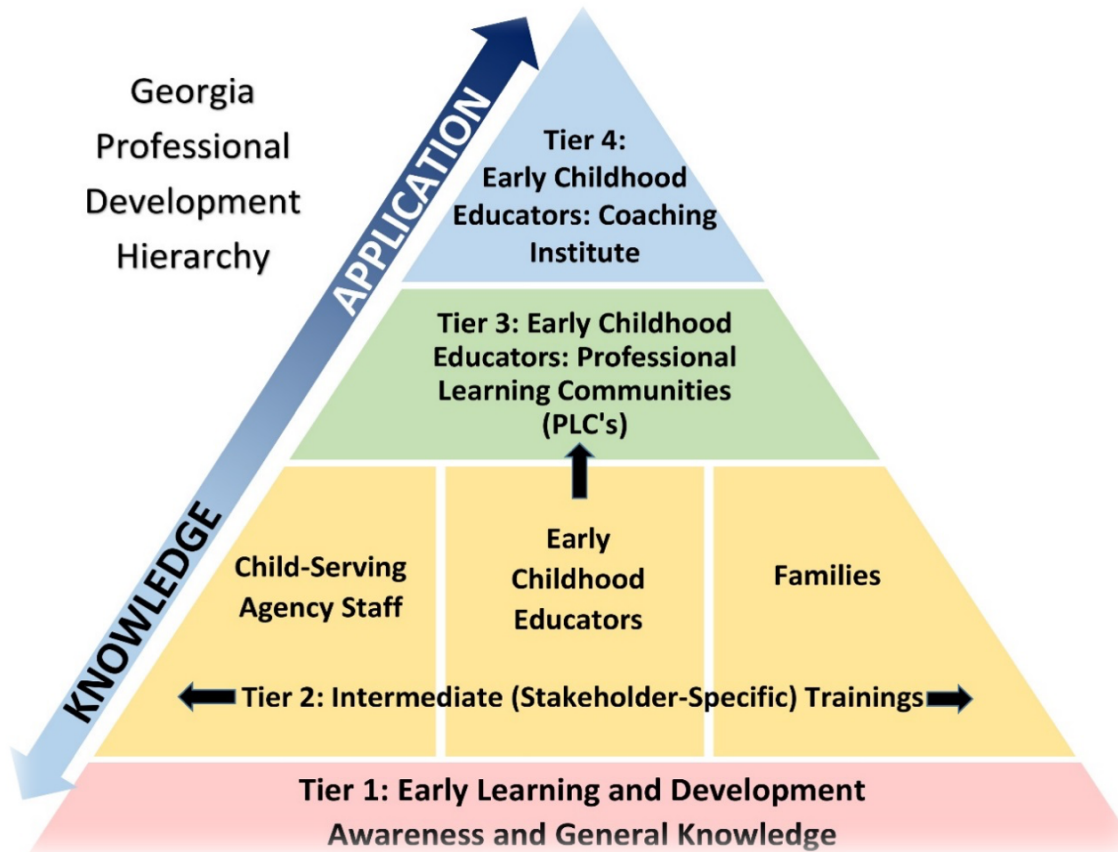 Georgia
Professional
Development
Hierarchy
APPLICATION
KNOWLEDGE
Tier 4:
Early Childhood
Educators: Coaching
Institute
Tier 3: Early Childhood
Educators: Professional
Learning Communities
(PLC's)
Child-Serving
Agency Staff
Early
Childhood
Educators
Families
Tier 2: Intermediate (Stakeholder-Specific) Trainings
Tier 1: Early Learning and Development
Awareness and General Knowledge